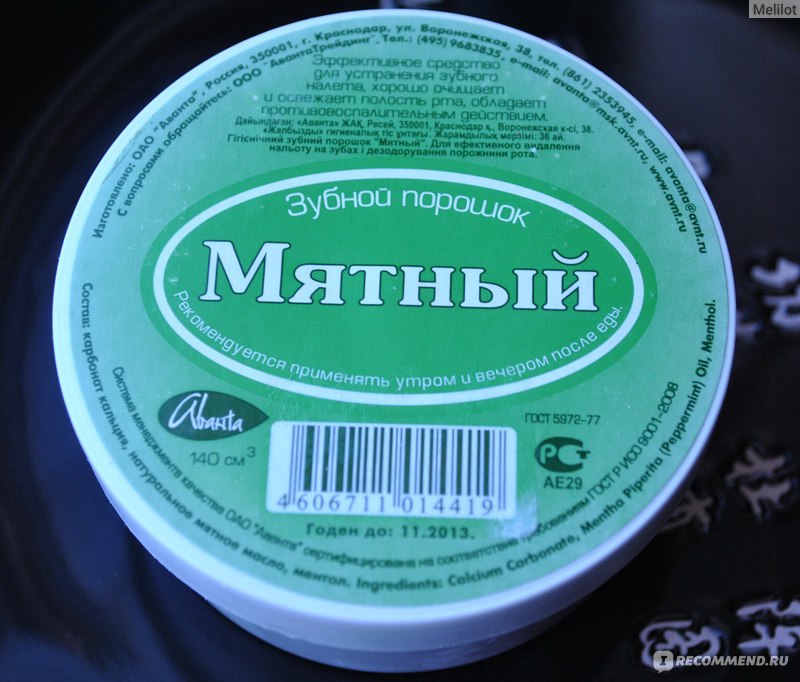 Melilot
Изготовлено: ОАО "Аванта", Россия, 350001, г. Краснодар, ул. Воронежская, 38, тел. (861) 2353945, e-mail: avanta@avnt.ru
С вопросами обращайтесь: ООО "АвантаТрейдинг", Тел.: (495) 9683835, e-mail: avanta@msk.avnt.ru, www.avnt.ru
Эффективное средство
для устранения зубного
налета, хорошо очищает
и освежает полость рта, обладает
противовоспалительным действием.
Дайындаған: «Аванта» ЖАҚ, Ресей, 350001, Краснодар қ., Воронежская к-сі, 38.
«Жалбызды» гигеналық тіс ұнтағы. Жарамдылық мерзімі: 36 ай.
Гігієнічний зубний порошок "Мятный". Для ефективного видалення
нальоту на зубах і дезодорування порожнини рота.
Зубной порошок
Мятный
Рекомендуется применять утром и вечером после еды.
Avanta
140 см³
ГОСТ 5972-77
РСТ
АЕ29
4 606711 014419
Годен до: 11.2013.
Система менеджмента качества ОАО "Аванта" сертифицирована на соответствие требованиям ГОСТ Р ИСО 9001-2008
Состав: карбонат кальция, натуральное мятное масло, ментол. Ingredients: Calcium Carbonate, Mentha Piperita (Peppermint) Oil, Menthol.
IRECOMMEND.RU